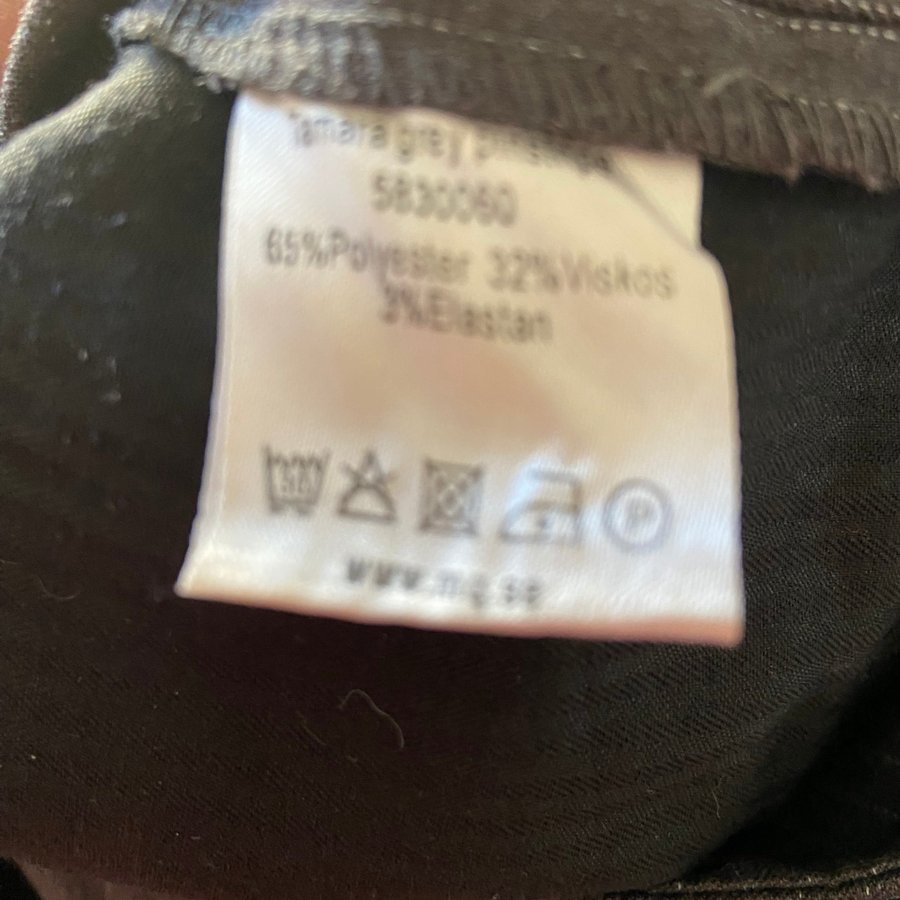 Tamara grey
5830060
65%Polyester 32%Viskos
3%Elastan
P